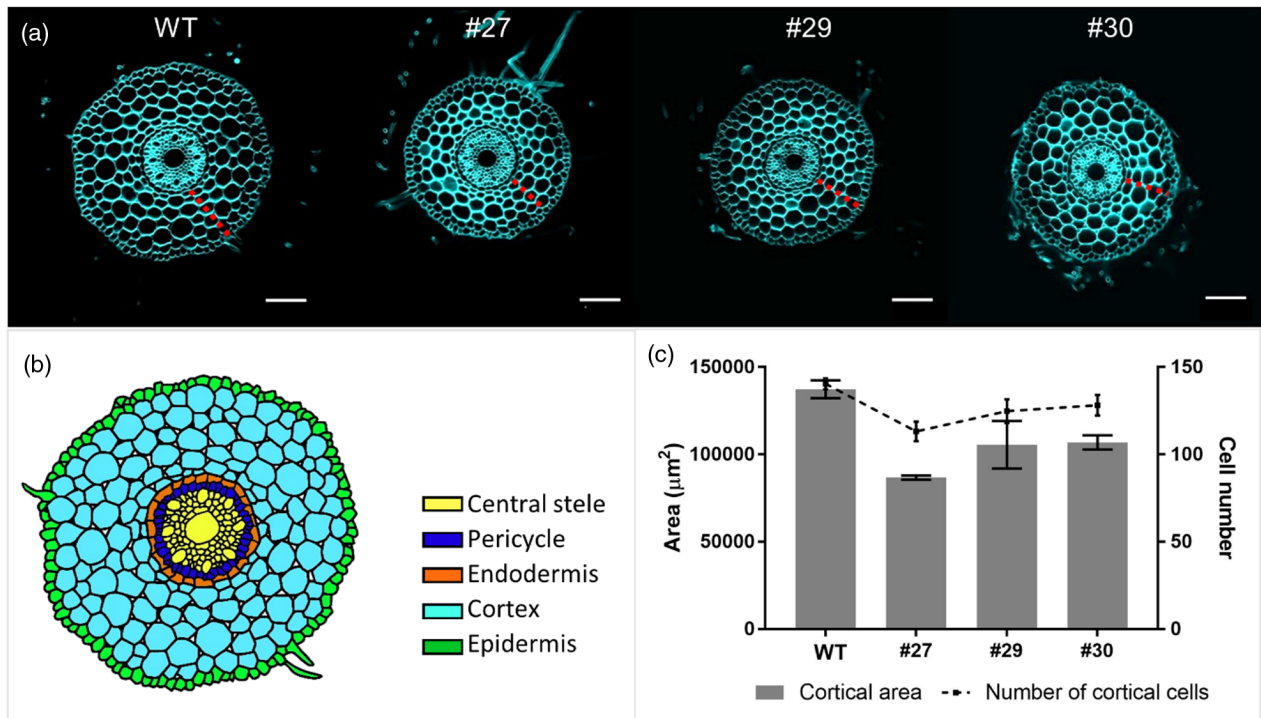 (a)
WT
#27
#29
#30
(b)
Central stele
Pericycle
Endodermis
Cortex
Epidermis
(c)
150000
100000
50000
0
Area (μm²)
150
100
50
0
Cell number
WT
#27
#29
#30
Cortical area
Number of cortical cells